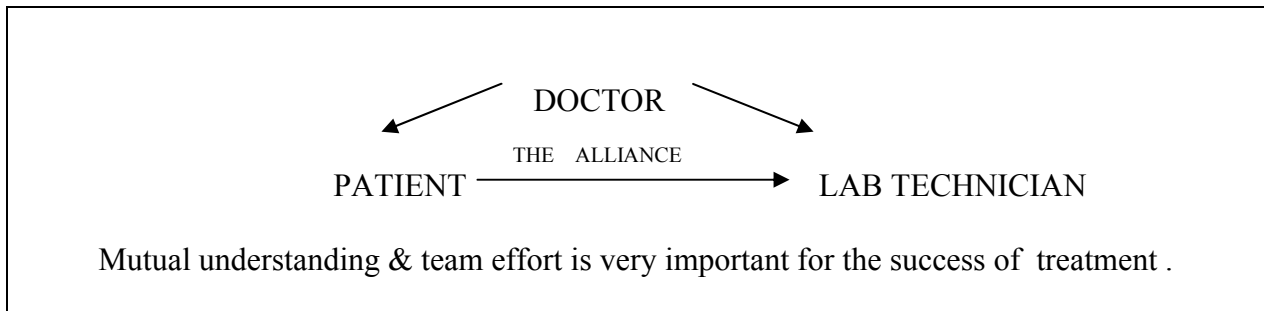 DOCTOR
THE ALLIANCE
PATIENT LAB TECHNICIAN
Mutual understanding & team effort is very important for the success of treatment .